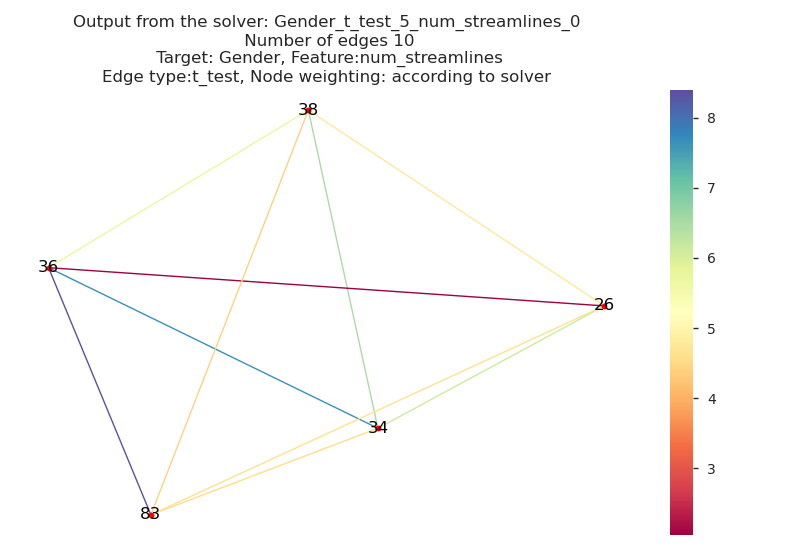 Output from the solver: Gender_t_test_5_num_streamlines_0
Number of edges 10
Target: Gender, Feature:num_streamlines
Edge type:t_test, Node weighting: according to solver
38
36
26
34
83
8
7
6
5
4
3